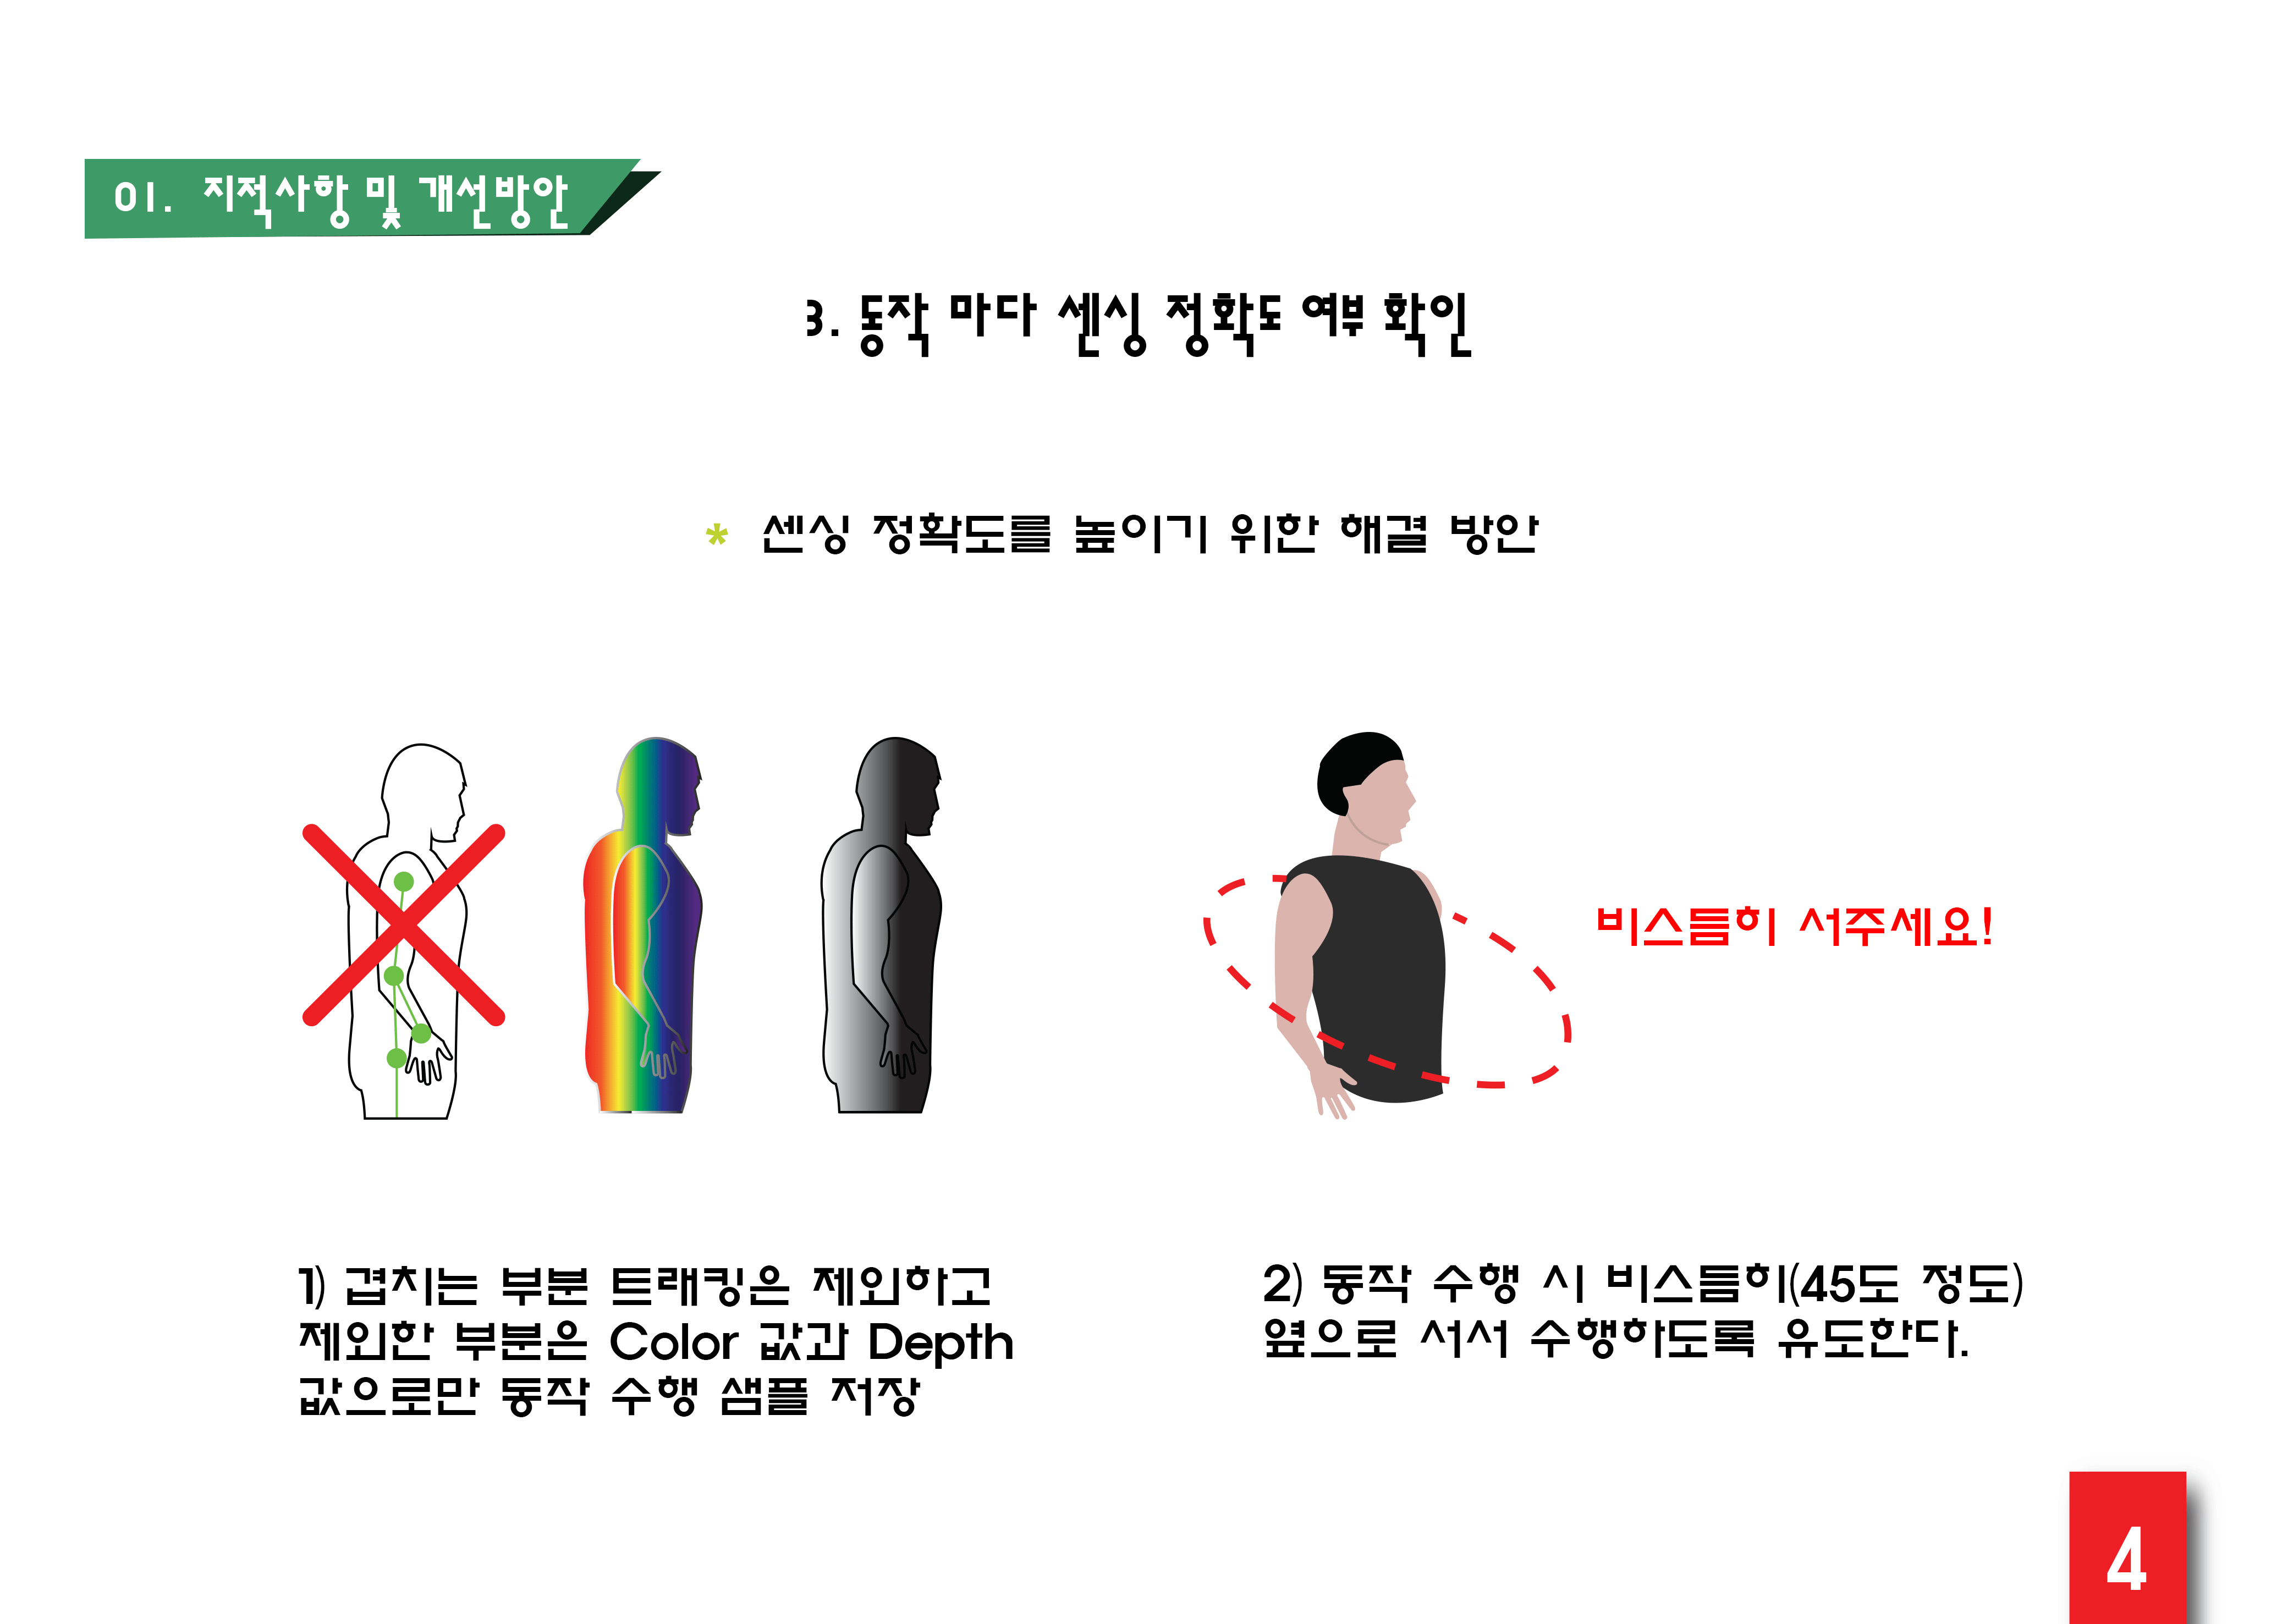 01. 지적사항 및 개선방안
3. 동작 마다 센싱 정확도 여부 확인
* 센싱 정확도를 높이기 위한 해결 방안
비스듬히 서주세요!
1) 겹치는 부분 트래킹은 제외하고
제외한 부분은 Color 값과 Depth
값으로만 동작 수행 샘플 저장
2) 동작 수행 시 비스듬히(45도 정도)
옆으로 서서 수행하도록 유도한다.
4